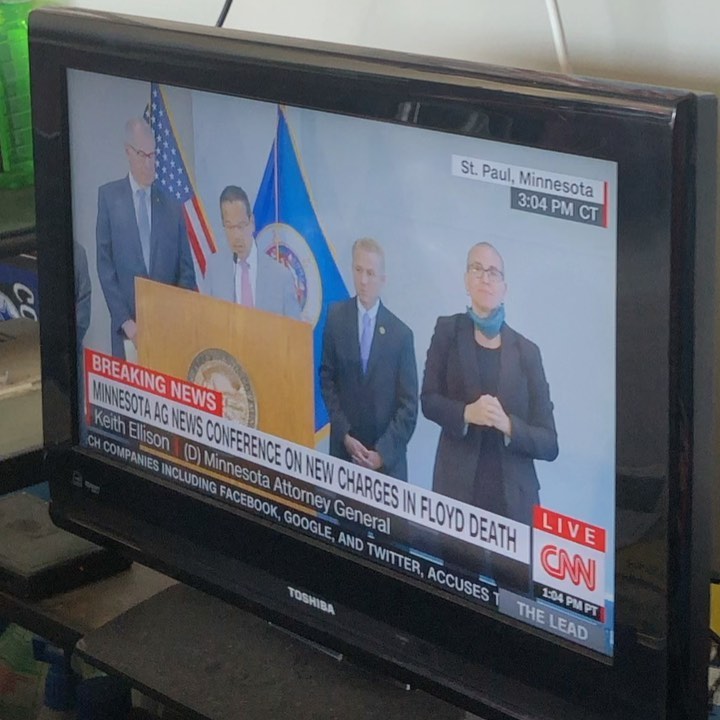 St. Paul, Minnesota
3:04 PM CT
BREAKING NEWS
MINNESOTA AG NEWS CONFERENCE ON NEW CHARGES IN FLOYD DEATH
Keith Ellison (D) Minnesota Attorney General
CH COMPANIES INCLUDING FACEBOOK, GOOGLE, AND TWITTER, ACCUSES T
LIVE
CNN
1:04 PM PT
THE LEAD
TOSHIBA